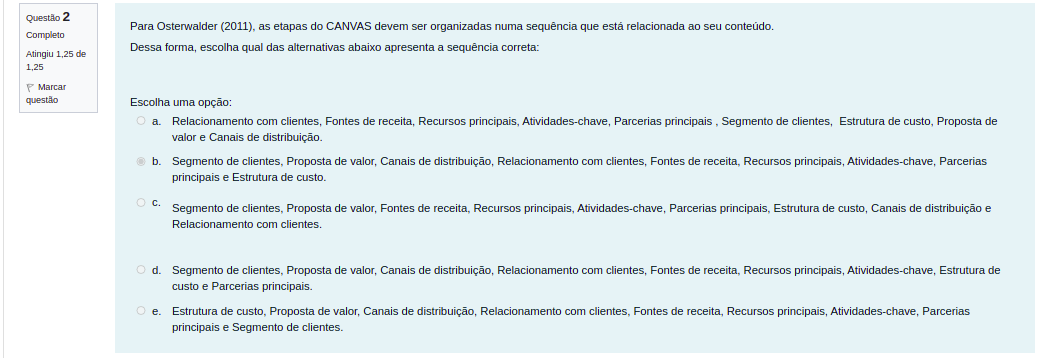 Questão 2
Completo
Atingiu 1,25 de
1,25
Marcar
questão
Para Osterwalder (2011), as etapas do CANVAS devem ser organizadas numa sequência que está relacionada ao seu conteúdo.
Dessa forma, escolha qual das alternativas abaixo apresenta a sequência correta:
Escolha uma opção:
a. Relacionamento com clientes, Fontes de receita, Recursos principais, Atividades-chave, Parcerias principais , Segmento de clientes, Estrutura de custo, Proposta de
valor e Canais de distribuição.
b. Segmento de clientes, Proposta de valor, Canais de distribuição, Relacionamento com clientes, Fontes de receita, Recursos principais, Atividades-chave, Parcerias
principais e Estrutura de custo.
c. Segmento de clientes, Proposta de valor, Fontes de receita, Recursos principais, Atividades-chave, Parcerias principais, Estrutura de custo, Canais de distribuição e
Relacionamento com clientes.
d. Segmento de clientes, Proposta de valor, Canais de distribuição, Relacionamento com clientes, Fontes de receita, Recursos principais, Atividades-chave, Estrutura de
custo e Parcerias principais.
e. Estrutura de custo, Proposta de valor, Canais de distribuição, Relacionamento com clientes, Fontes de receita, Recursos principais, Atividades-chave, Parcerias
principais e Segmento de clientes.